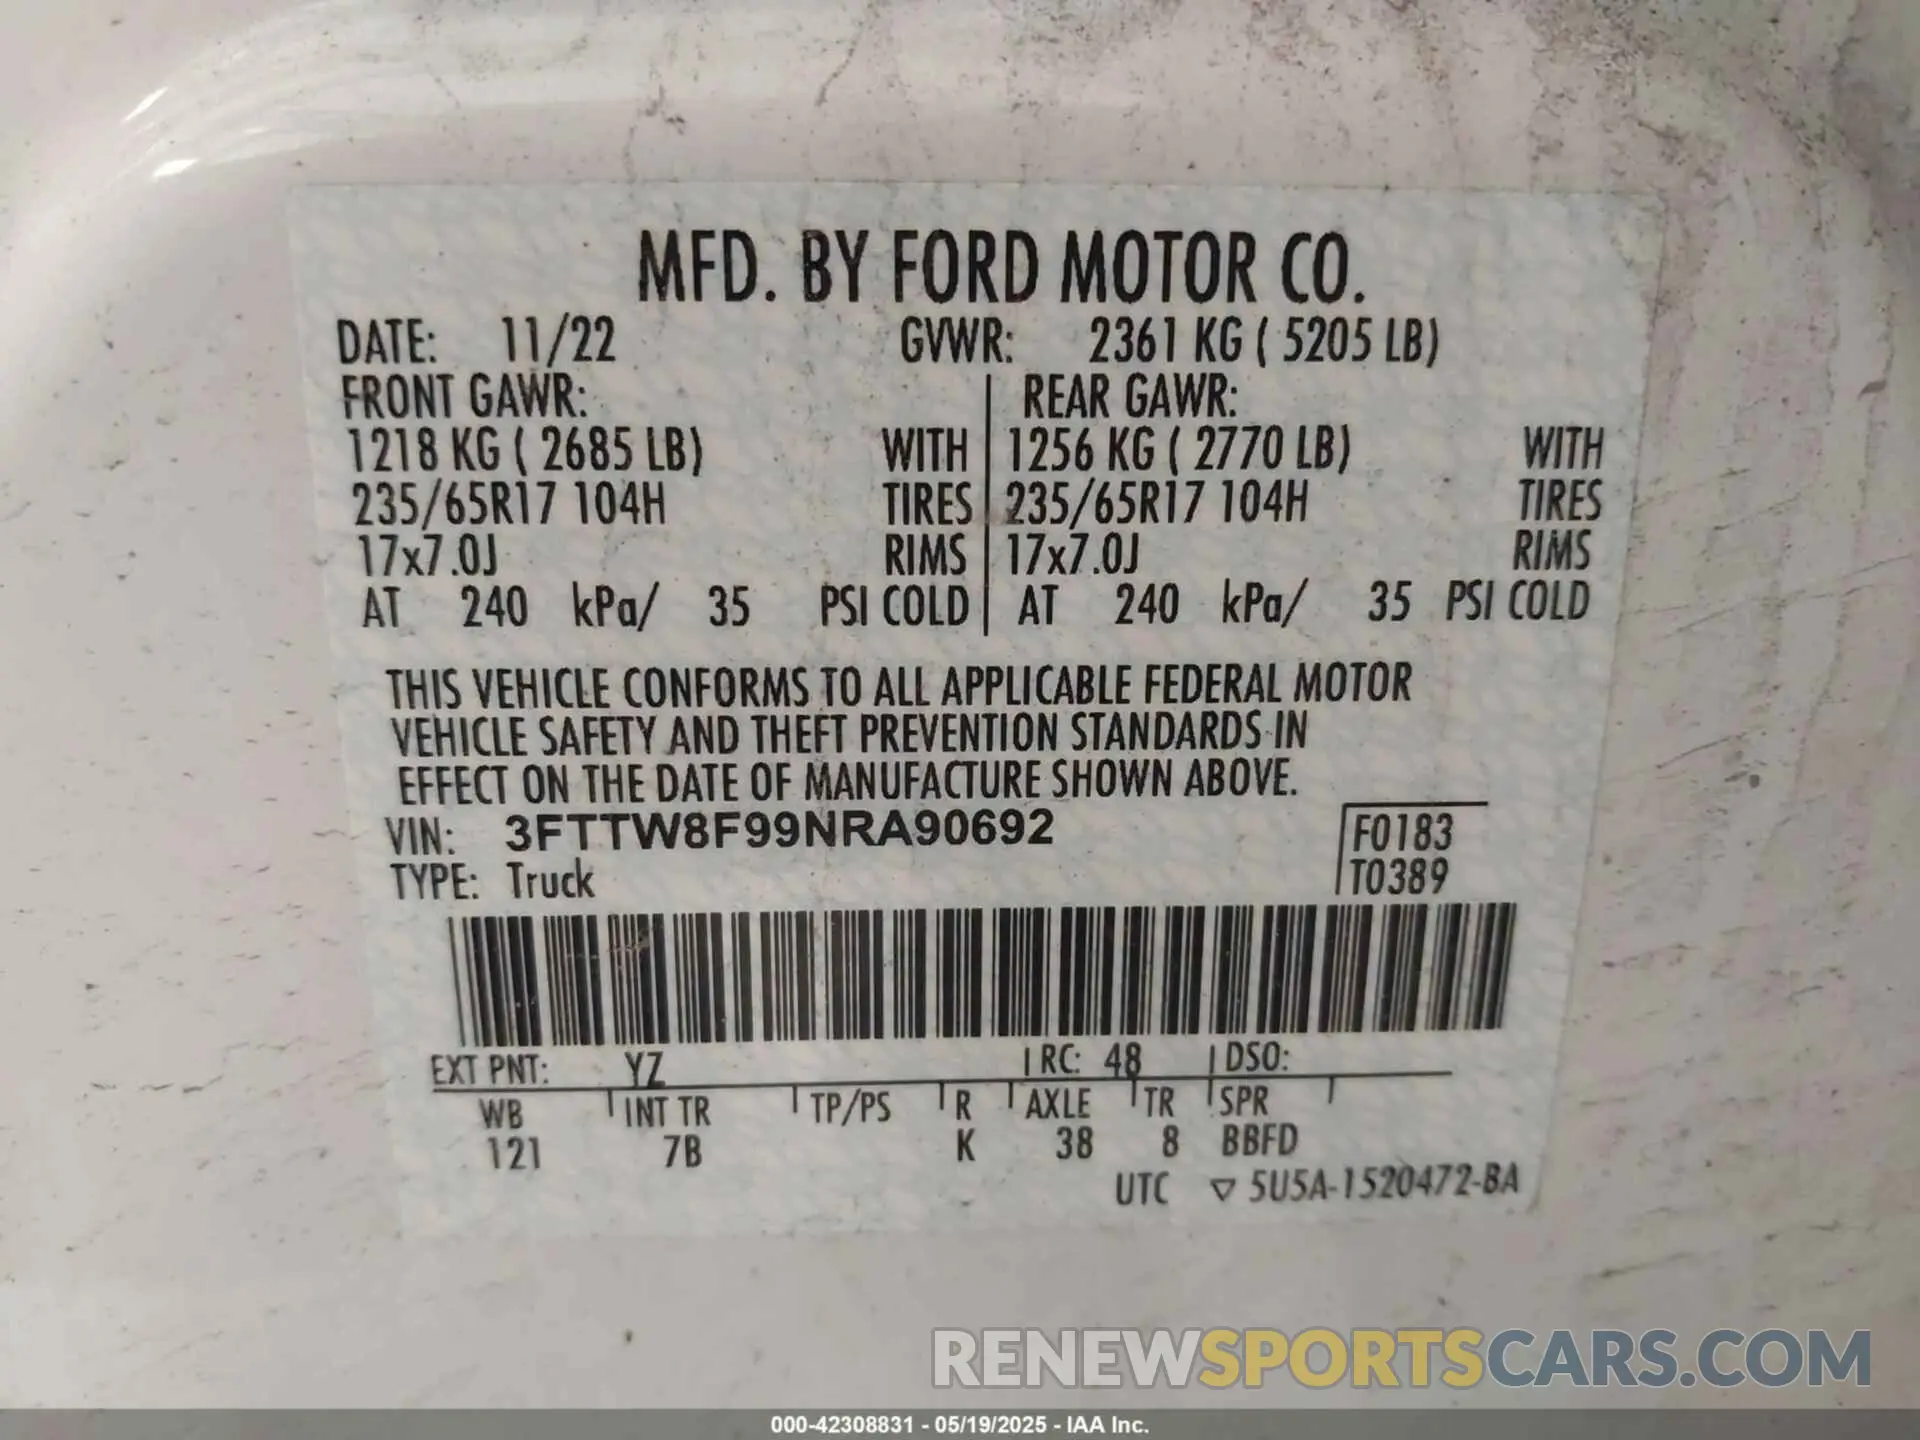 MFD. BY FORD MOTOR CO.
DATE: 11/22 GVWR: 2361 KG ( 5205 LB)
FRONT GAWR: REAR GAWR:
1218 KG ( 2685 LB) WITH 1256 KG ( 2770 LB) WITH
235/65R17 104H TIRES 235/65R17 104H TIRES
17x7.0J RIMS 17x7.0J RIMS
AT 240 kPa/ 35 PSI COLD AT 240 kPa/ 35 PSI COLD
THIS VEHICLE CONFORMS TO ALL APPLICABLE FEDERAL MOTOR
VEHICLE SAFETY AND THEFT PREVENTION STANDARDS IN
EFFECT ON THE DATE OF MANUFACTURE SHOWN ABOVE.
VIN: 3FTTW8F99NRA90692 F0183
TYPE: Truck T0389
EXT PNT: YZ RC: 48 DSO:
WB INT TR TP/PS R AXLE TR SPR
121 7B K 38 8 BBFD
UTC ▽ 5U5A-1520472-BA
RENEWSPORTSCARS.COM
000-42308831 - 05/19/2025 - IAA Inc.